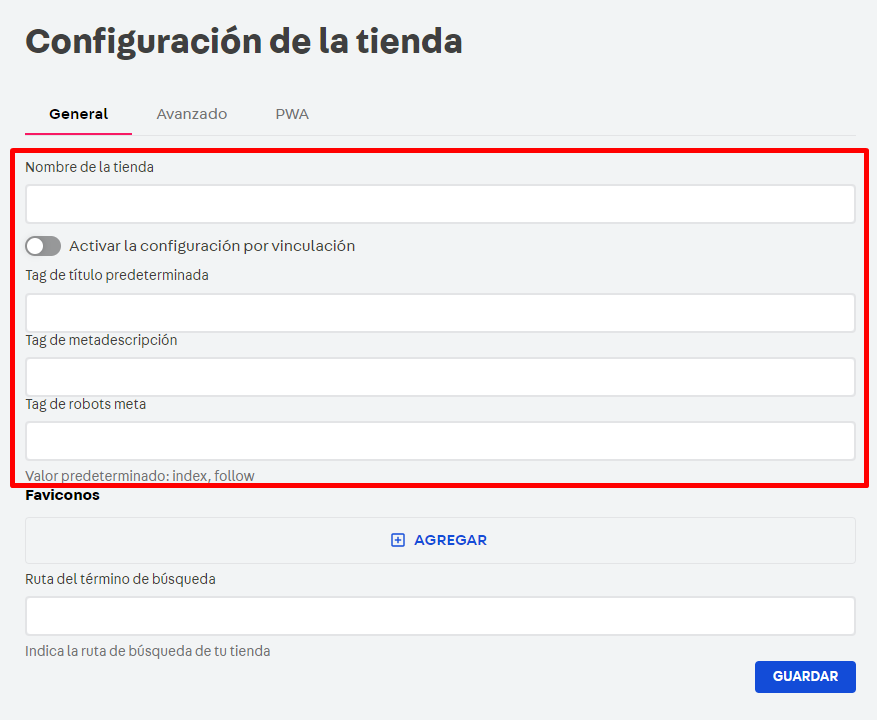 Configuración de la tienda
General Avanzado PWA
Nombre de la tienda
Activar la configuración por vinculación
Tag de título predeterminada
Tag de metadescripción
Tag de robots meta
Valor predeterminado: index, follow
Faviconos
AGREGAR
Ruta del término de búsqueda
Indica la ruta de búsqueda de tu tienda
GUARDAR